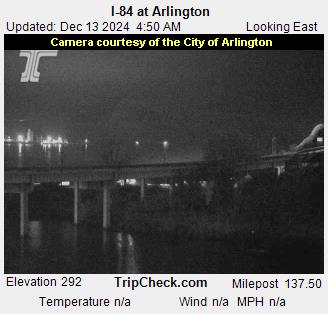 I-84 at Arlington
Updated: Dec 13 2024 4:50 AM Looking East
Camera courtesy of the City of Arlington
Elevation 292 TripCheck.com Milepost 137.50
Temperature n/a Wind n/a MPH n/a